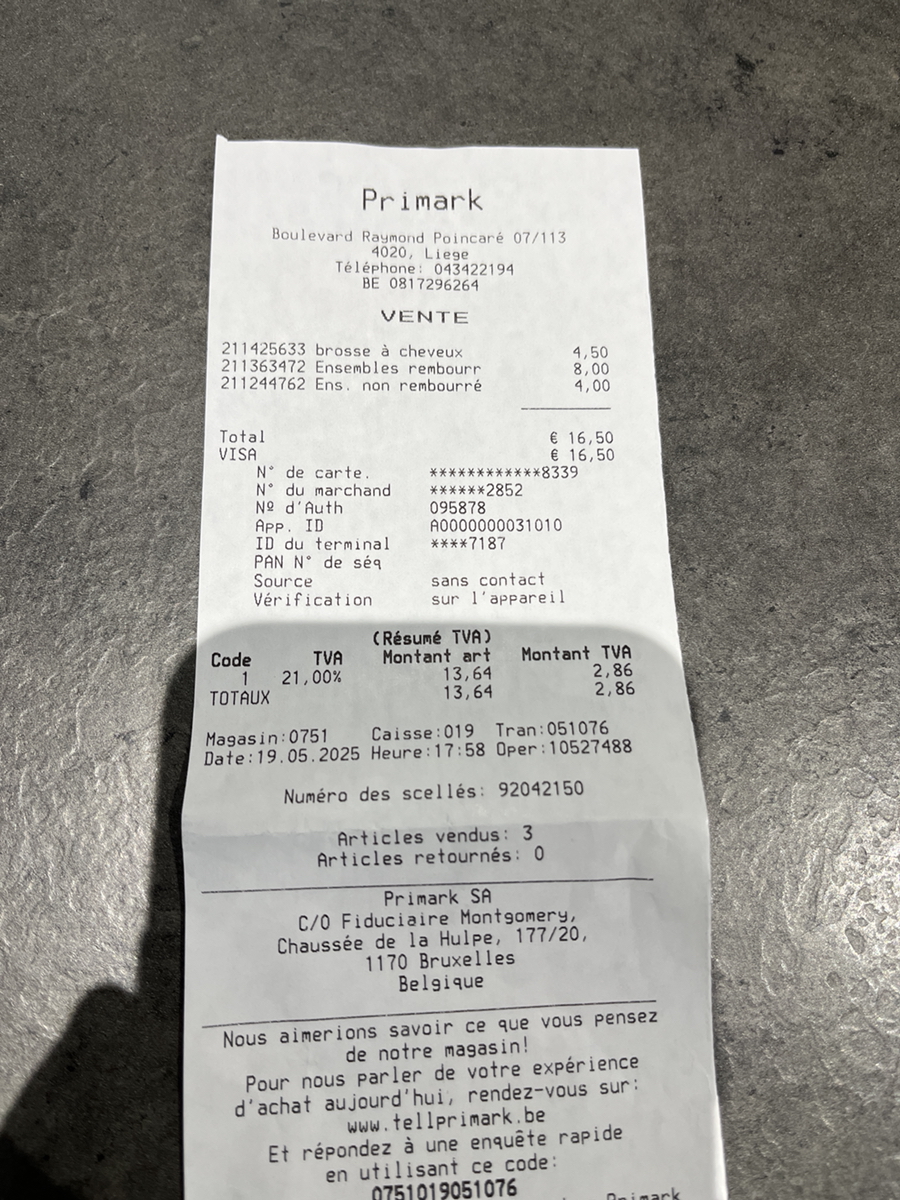 Primark
Boulevard Raymond Poincaré 07/113
4020, Liege
Téléphone: 043422194
BE 0817296264
VENTE
211425633 brosse à cheveux 4,50
211363472 Ensembles rembourr 8,00
211244762 Ens. non rembourré 4,00
Total € 16,50
VISA € 16,50
N° de carte. ************8339
N° du marchand ******2852
Nº d'Auth 095878
App. ID A0000000031010
ID du terminal ****7187
PAN N° de séq
Source sans contact
Vérification sur l'appareil
(Résumé TVA)
Code TVA Montant art Montant TVA
1 21,00% 13,64 2,86
TOTAUX 13,64 2,86
Magasin:0751 Caisse:019 Tran:051076
Date:19.05.2025 Heure:17:58 Oper:10527488
Numéro des scellés: 92042150
Articles vendus: 3
Articles retournés: 0
Primark SA
C/O Fiduciaire Montgomery,
Chaussée de la Hulpe, 177/20,
1170 Bruxelles
Belgique
Nous aimerions savoir ce que vous pensez
de notre magasin!
Pour nous parler de votre expérience
d'achat aujourd'hui, rendez-vous sur:
www.tellprimark.be
Et répondez à une enquête rapide
en utilisant ce code:
0751019051076
Primark